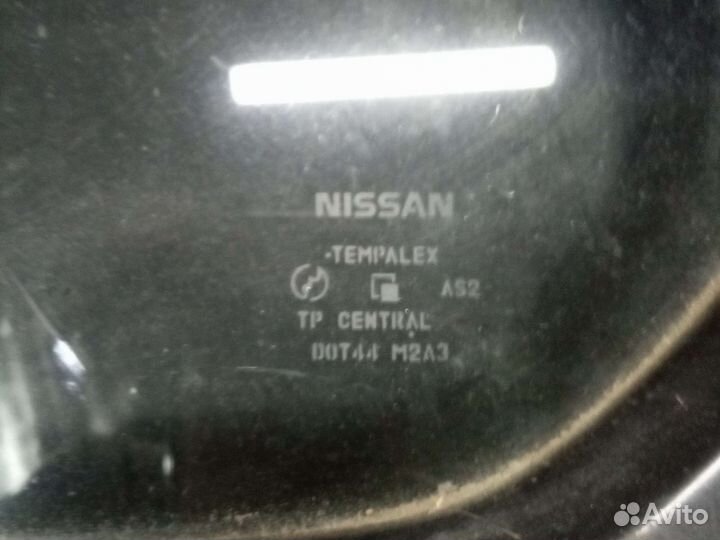 NISSAN
·TEMPALEX
AS2
TP CENTRAL
DOT44 M2A3
Avito